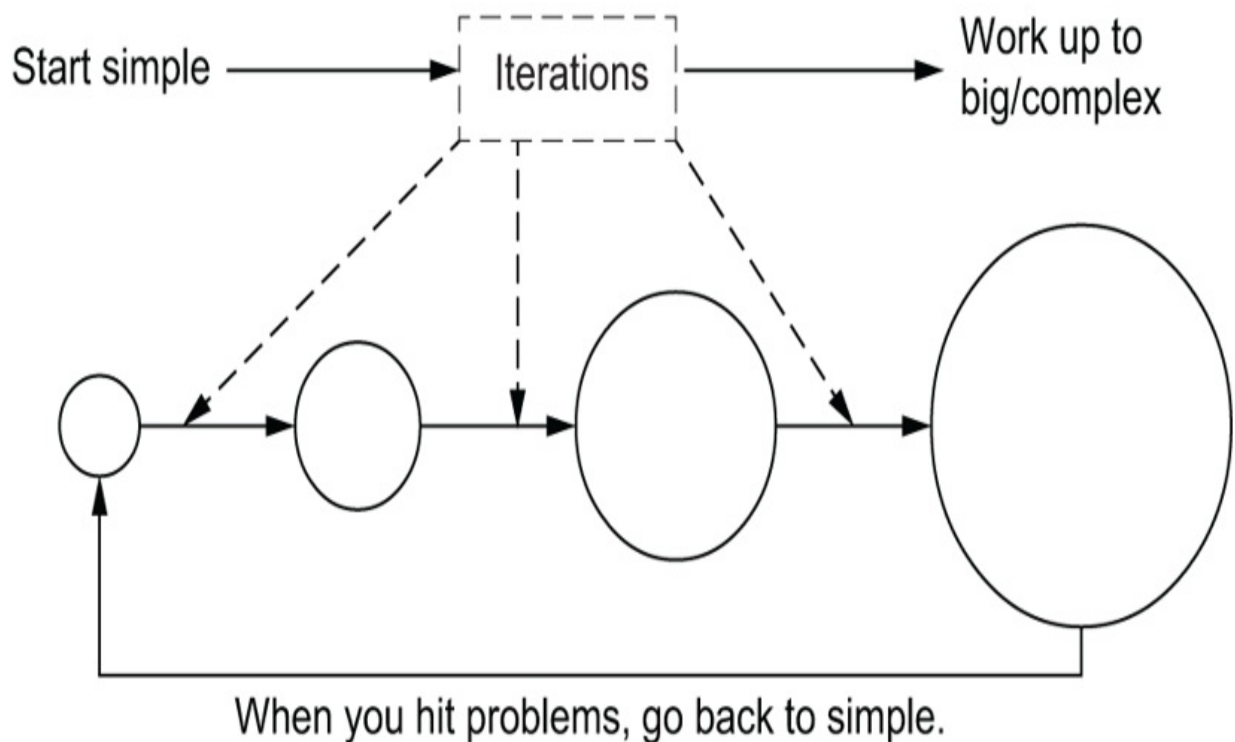 Start simple
Iterations
Work up to
big/complex
When you hit problems, go back to simple.